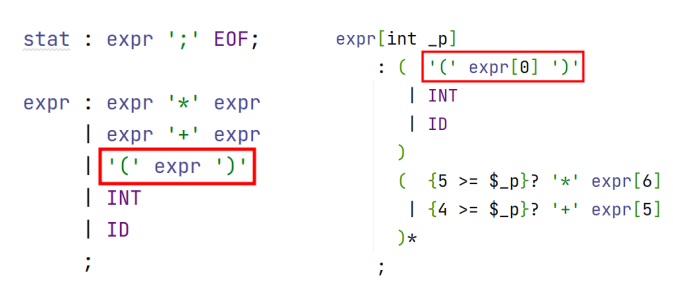 stat : expr ';' EOF;
expr : expr '*' expr
| expr '+' expr
| '(' expr ')'
| INT
| ID
;
expr[int _p]
: ( '(' expr[0] ')'
| INT
| ID
)
( {5 >= $_p}? '*' expr[6]
| {4 >= $_p}? '+' expr[5]
)*
;